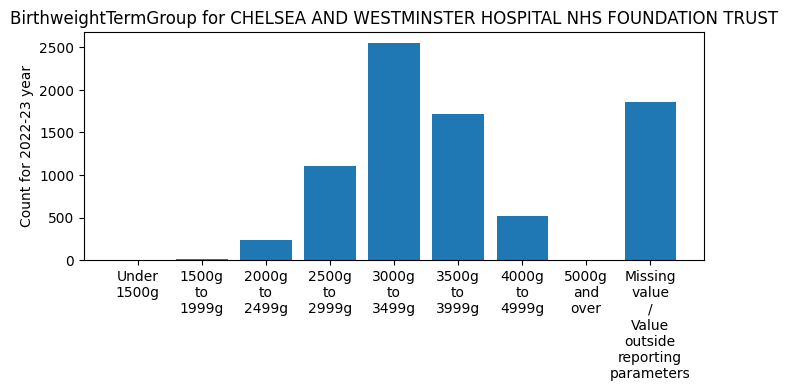 BirthweightTermGroup for CHELSEA AND WESTMINSTER HOSPITAL NHS FOUNDATION TRUST
Count for 2022-23 year
2500
2000
1500
1000
500
0
Under
1500g
1500g
to
1999g
2000g
to
2499g
2500g
to
2999g
3000g
to
3499g
3500g
to
3999g
4000g
to
4999g
5000g
and
over
Missing
value
/
Value
outside
reporting
parameters